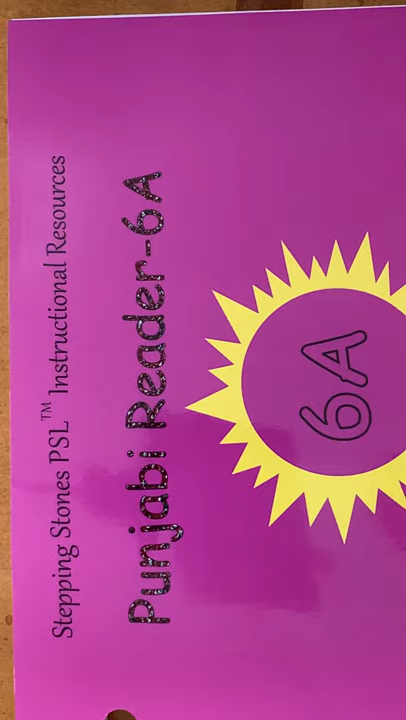 Stepping Stones PSL™ Instructional Resources
Punjabi Reader-6A
6A